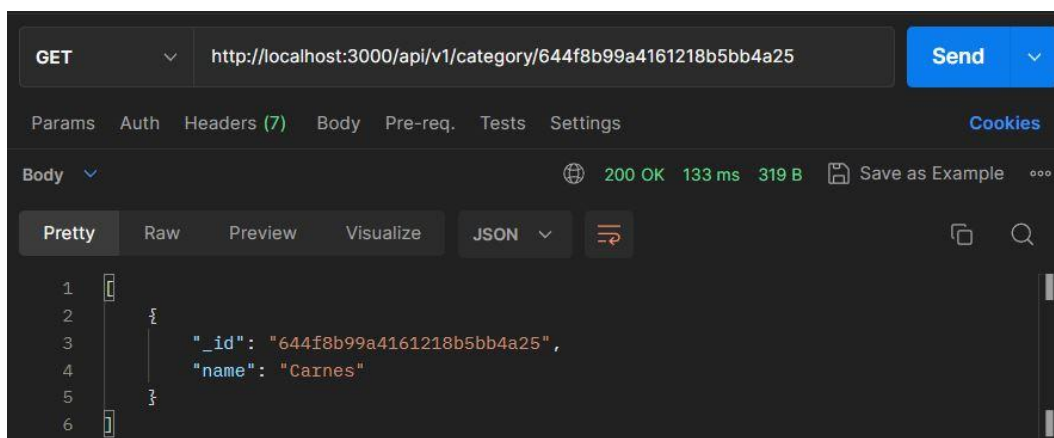 GET http://localhost:3000/api/v1/category/644f8b99a4161218b5bb4a25 Send
Params Auth Headers (7) Body Pre-req. Tests Settings Cookies
Body 200 OK 133 ms 319 B Save as Example
Pretty Raw Preview Visualize JSON
1 [
2 {
3 "_id": "644f8b99a4161218b5bb4a25",
4 "name": "Carnes"
5 }
6 ]